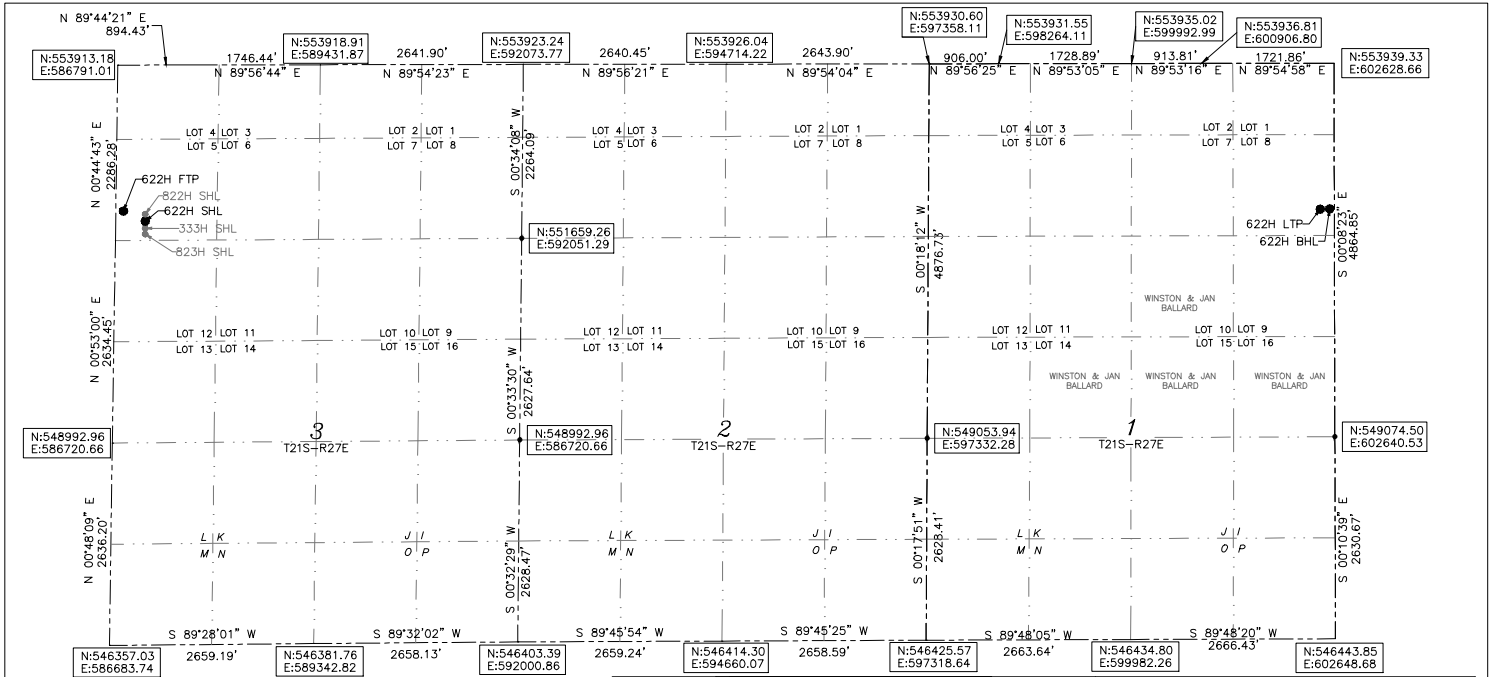 N 89°44'21" E
894.43'
N:553913.18
E:586791.01
1746.44'
N 89°56'44" E
N:553918.91
E:589431.87
2641.90'
N 89°54'23" E
N:553923.24
E:592073.77
2640.45'
N 89°56'21" E
N:553926.04
E:594714.22
2643.90'
N 89°54'04" E
N:553930.60
E:597358.11
906.00'
N 89°56'25" E
N:553931.55
E:598264.11
1728.89'
N 89°53'05" E
N:553935.02
E:599992.99
913.81'
N 89°53'16" E
N:553936.81
E:600906.80
1721.86'
N 89°54'58" E
N:553939.33
E:602628.66
LOT 4 LOT 3
LOT 5 LOT 6
LOT 2 LOT 1
LOT 7 LOT 8
LOT 4 LOT 3
LOT 5 LOT 6
LOT 2 LOT 1
LOT 7 LOT 8
LOT 4 LOT 3
LOT 5 LOT 6
LOT 2 LOT 1
LOT 7 LOT 8
N 00°44'43" E
2286.28'
S 00°34'08" W
2264.09'
622H FTP
822H SHL
622H SHL
333H SHL
823H SHL
N:551659.26
E:592051.29
S 00°18'12" W
4876.73'
622H LTP
622H BHL
S 00°08'23" E
4864.85'
WINSTON & JAN
BALLARD
N 00°53'00" E
2634.45'
LOT 12 LOT 11
LOT 13 LOT 14
LOT 10 LOT 9
LOT 15 LOT 16
LOT 12 LOT 11
LOT 13 LOT 14
LOT 10 LOT 9
LOT 15 LOT 16
LOT 12 LOT 11
LOT 13 LOT 14
LOT 10 LOT 9
LOT 15 LOT 16
S 00°33'30" W
2627.64'
WINSTON & JAN
BALLARD
WINSTON & JAN
BALLARD
WINSTON & JAN
BALLARD
N:548992.96
E:586720.66
3
T21S-R27E
N:548992.96
E:586720.66
2
T21S-R27E
N:549053.94
E:597332.28
1
T21S-R27E
N:549074.50
E:602640.53
N 00°48'09" E
2636.20'
L K
M N
J I
O P
S 00°32'29" W
2628.47'
L K
M N
J I
O P
S 00°17'51" W
2628.41'
L K
M N
J I
O P
S 00°10'39" E
2630.67'
S 89°28'01" W
2659.19'
S 89°32'02" W
2658.13'
S 89°45'54" W
2659.24'
S 89°45'25" W
2658.59'
S 89°48'05" W
2663.64'
S 89°48'20" W
2666.43'
N:546357.03
E:586683.74
N:546381.76
E:589342.82
N:546403.39
E:592000.86
N:546414.30
E:594660.07
N:546425.57
E:597318.64
N:546434.80
E:599982.26
N:546443.85
E:602648.68